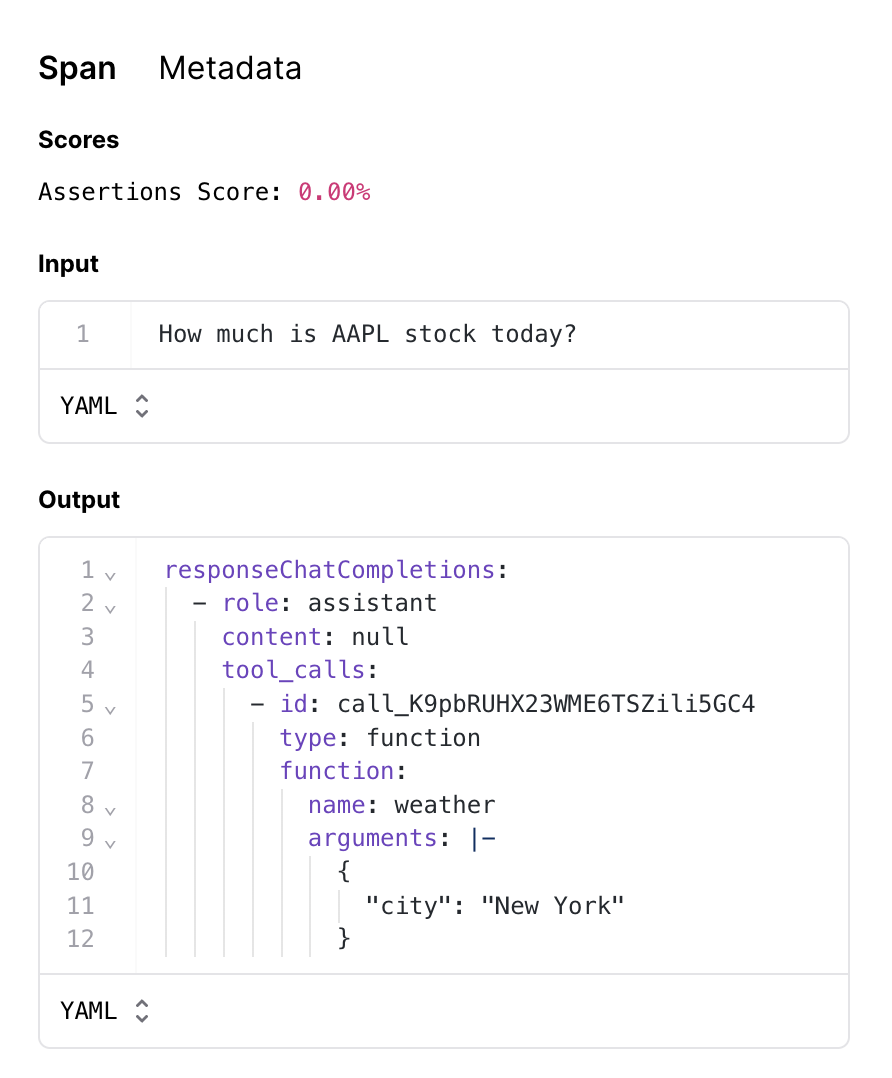 Span Metadata
Scores
Assertions Score: 0.00%
Input
1 How much is AAPL stock today?
YAML
Output
1 responseChatCompletions:
2 - role: assistant
3 content: null
4 tool_calls:
5 - id: call_K9pbRUHX23WME6TSZili5GC4
6 type: function
7 function:
8 name: weather
9 arguments: |-
10 {
11 "city": "New York"
12 }
YAML